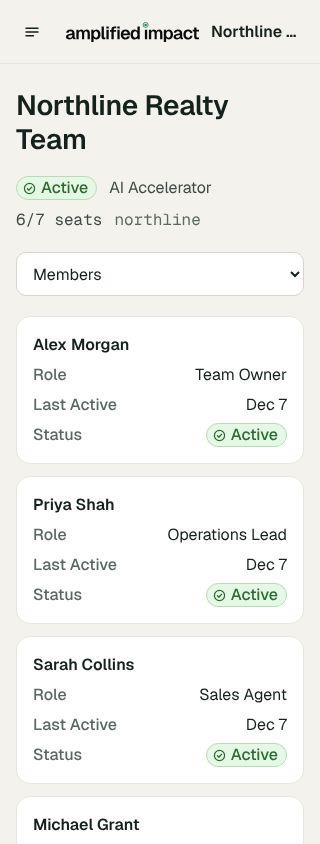 amplified impact Northline ...
Northline Realty
Team
Active AI Accelerator
6/7 seats northline
Members
Alex Morgan
Role Team Owner
Last Active Dec 7
Status Active
Priya Shah
Role Operations Lead
Last Active Dec 7
Status Active
Sarah Collins
Role Sales Agent
Last Active Dec 7
Status Active
Michael Grant